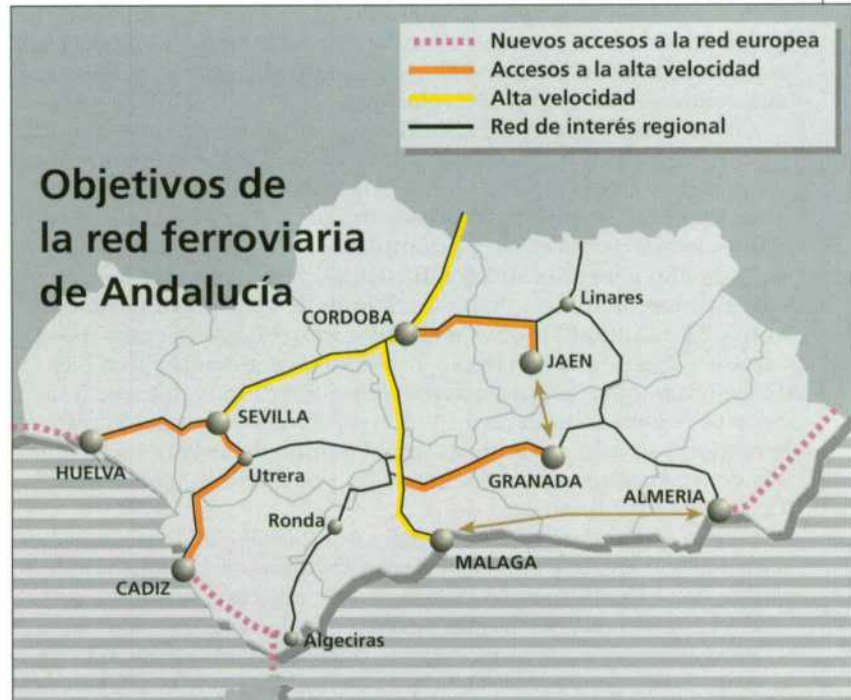 Nuevos accesos a la red europea
Accesos a la alta velocidad
Alta velocidad
Red de interés regional
Objetivos de
la red ferroviaria
de Andalucía
Linares
CORDOBA
JAEN
SEVILLA
HUELVA
Utrera
GRANADA
ALMERIA
Ronda
MALAGA
CADIZ
Algeciras